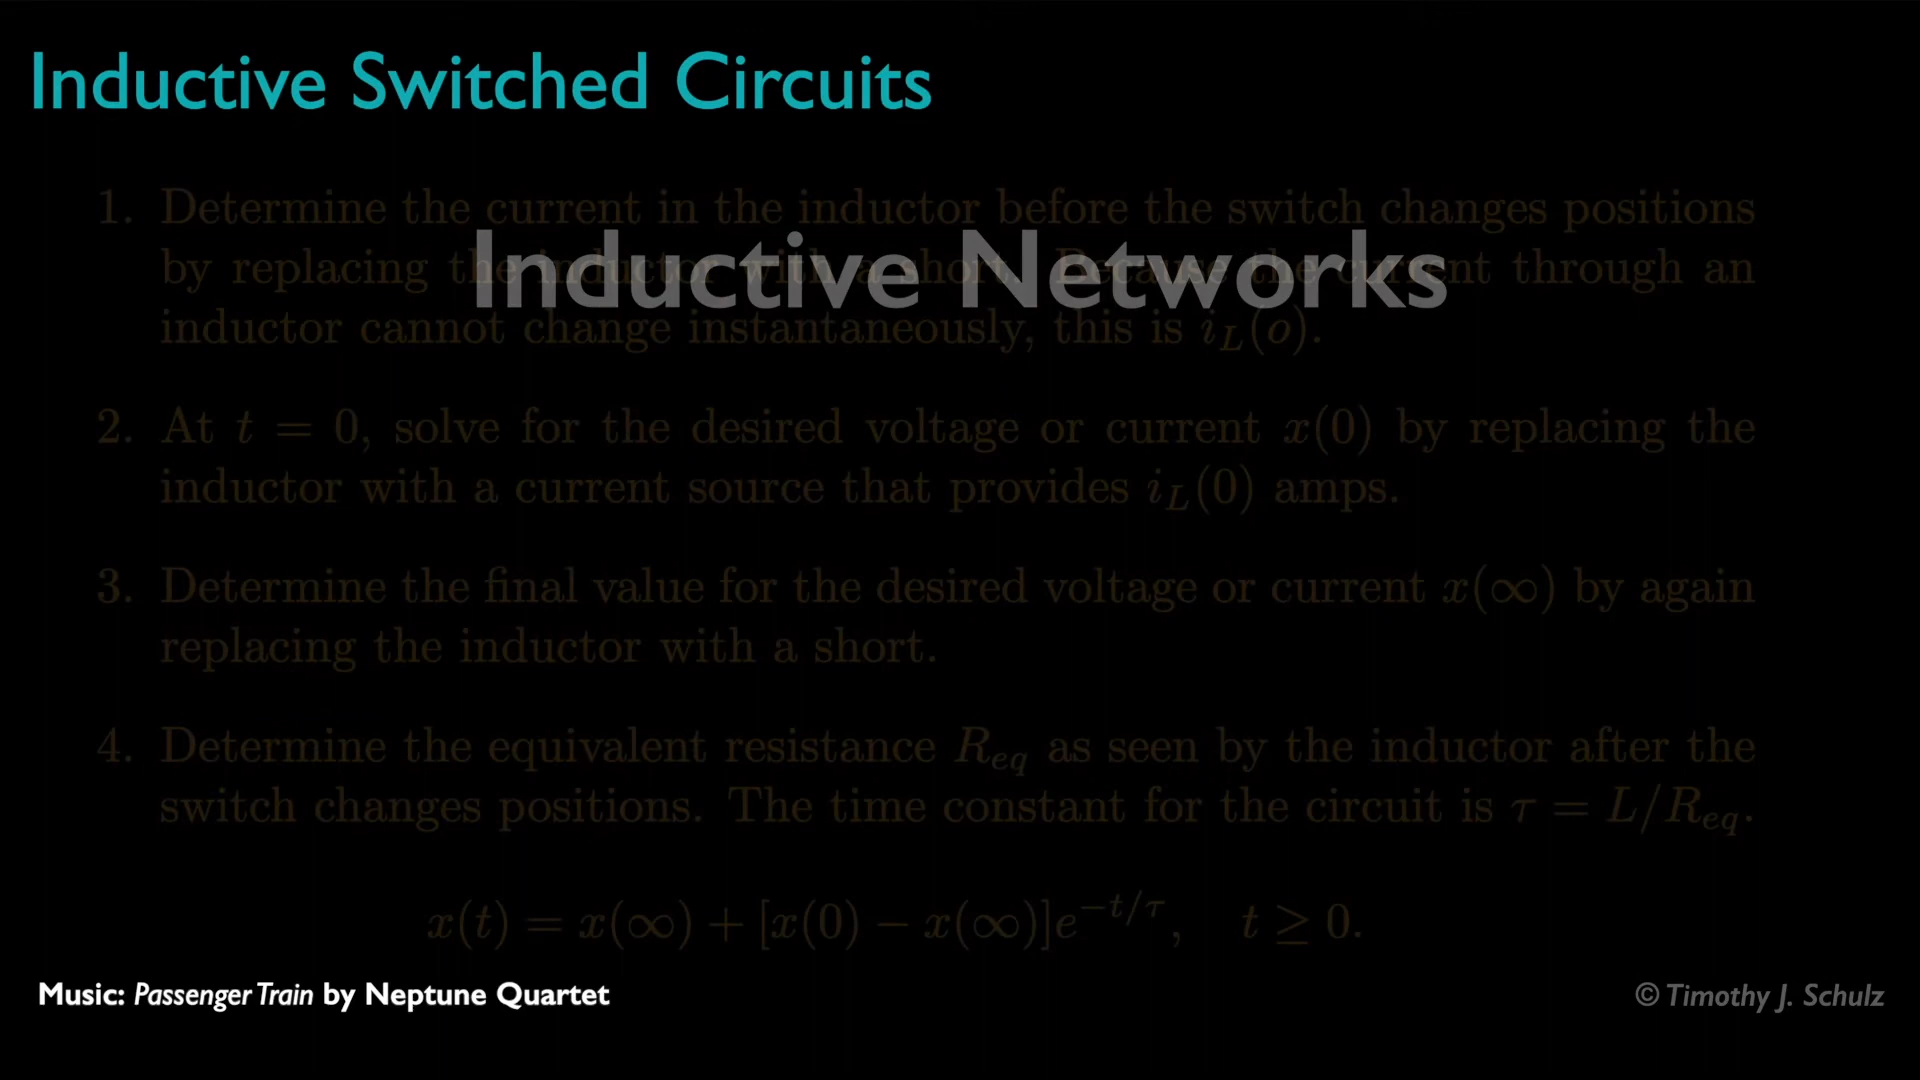 Inductive Switched Circuits
1. Determine the current in the inductor before the switch changes positions
Inductive Networks
by replacing the inductor with a short. Because the current through an
inductor cannot change instantaneously, this is i_L(o).
2. At t = 0, solve for the desired voltage or current x(0) by replacing the
inductor with a current source that provides i_L(0) amps.
3. Determine the final value for the desired voltage or current x(∞) by again
replacing the inductor with a short.
4. Determine the equivalent resistance R_eq as seen by the inductor after the
switch changes positions. The time constant for the circuit is τ = L/R_eq.
x(t) = x(∞) + [x(0) − x(∞)]e^{−t/τ}, t ≥ 0.
Music: Passenger Train by Neptune Quartet
© Timothy J. Schulz